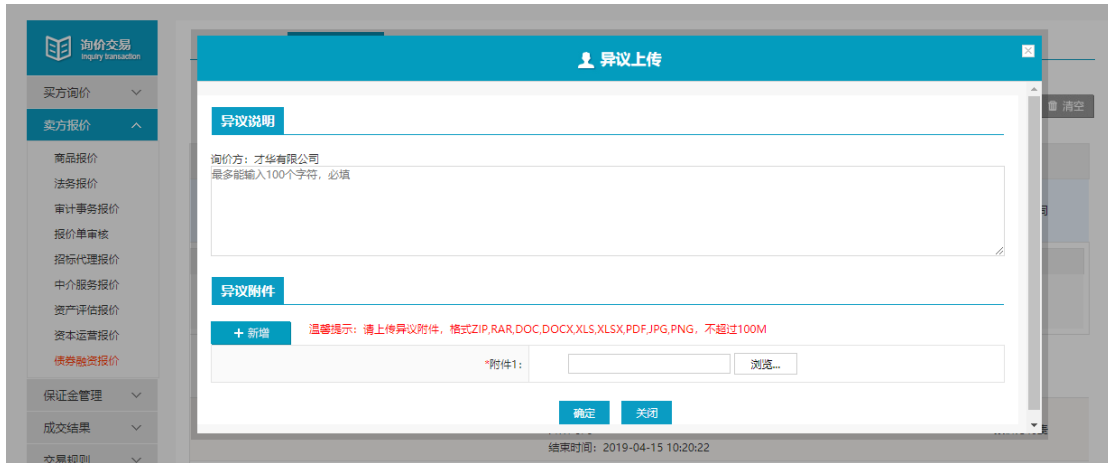 询价交易
Inquiry transaction
买方询价
卖方报价
商品报价
法务报价
审计事务报价
报价单审核
招标代理报价
中介服务报价
资产评估报价
资本运营报价
债券融资报价
保证金管理
成交结果
交易规则
异议上传
清空
异议说明
询价方：才华有限公司
最多能输入100个字符，必填
异议附件
+ 新增
温馨提示：请上传异议附件，格式ZIP,RAR,DOC,DOCX,XLS,XLSX,PDF,JPG,PNG，不超过100M
*附件1：
浏览...
确定
关闭
结束时间：2019-04-15 10:20:22